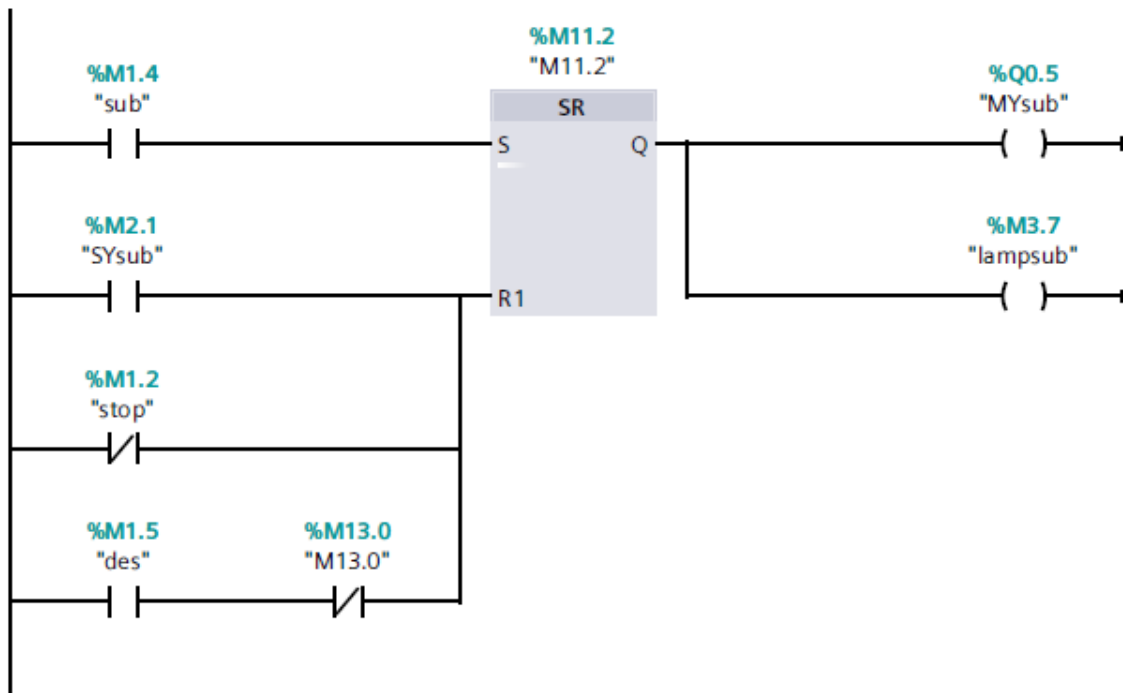 %M11.2
"M11.2"
%M1.4
"sub"
SR
%Q0.5
"MYsub"
S
Q
%M2.1
"SYsub"
%M3.7
"lampsub"
R1
%M1.2
"stop"
%M1.5
"des"
%M13.0
"M13.0"